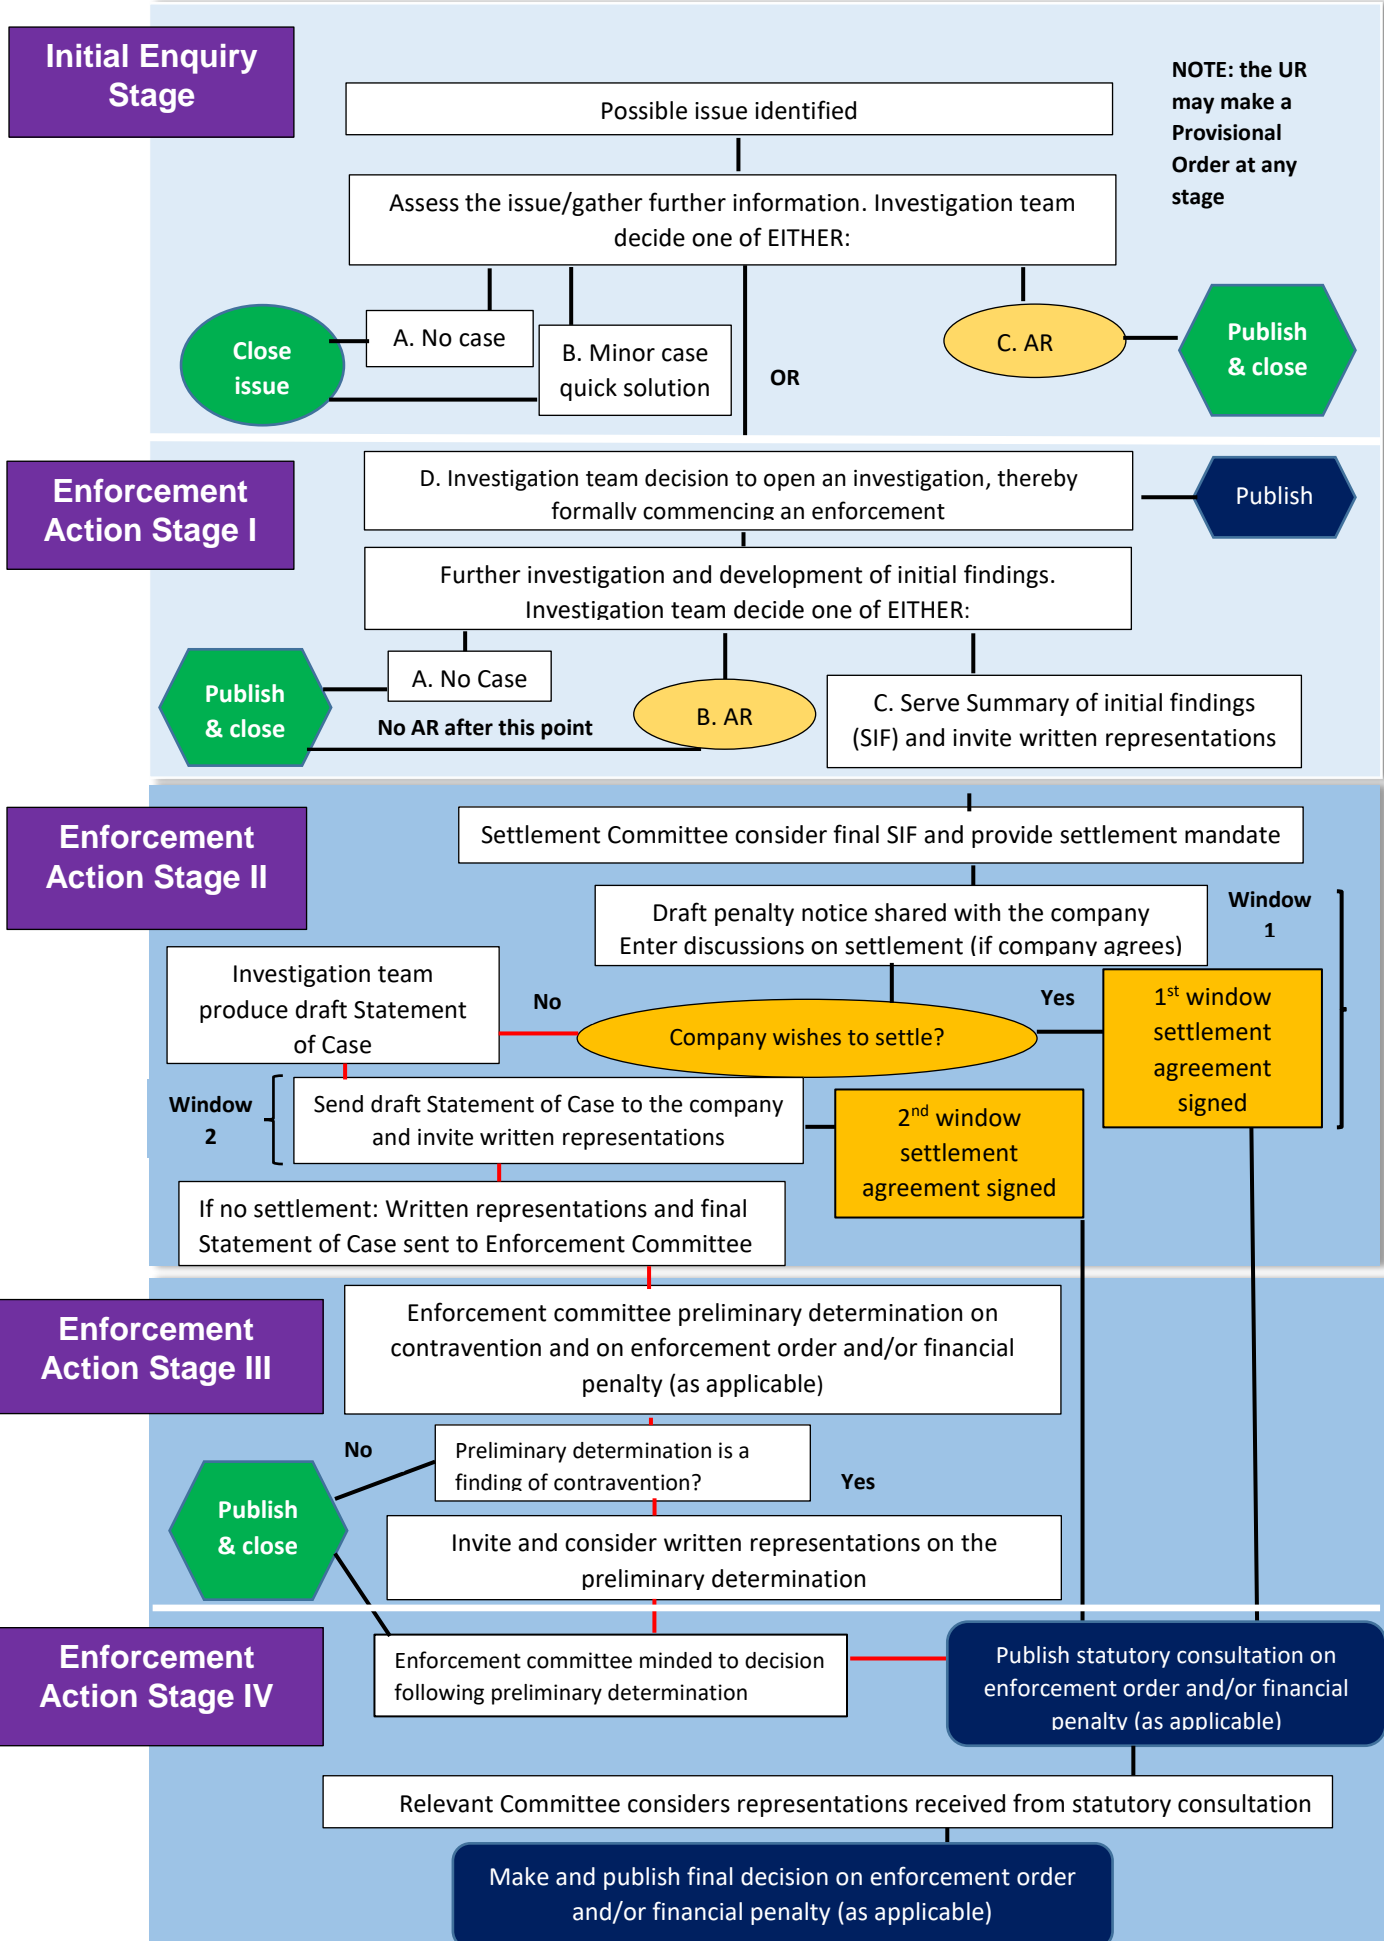 Initial Enquiry
Stage
NOTE: the UR
may make a
Provisional
Order at any
stage
Possible issue identified
Assess the issue/gather further information. Investigation team
decide one of EITHER:
Close
issue
A. No case
B. Minor case
quick solution
OR
C. AR
Publish
& close
Enforcement
Action Stage I
D. Investigation team decision to open an investigation, thereby
formally commencing an enforcement
Publish
Further investigation and development of initial findings.
Investigation team decide one of EITHER:
Publish
& close
A. No Case
No AR after this point
B. AR
C. Serve Summary of initial findings
(SIF) and invite written representations
Enforcement
Action Stage II
Settlement Committee consider final SIF and provide settlement mandate
Draft penalty notice shared with the company
Enter discussions on settlement (if company agrees)
Window
1
Investigation team
produce draft Statement
of Case
No
Company wishes to settle?
Yes
1st window
settlement
agreement
signed
Window
2
Send draft Statement of Case to the company
and invite written representations
2nd window
settlement
agreement signed
If no settlement: Written representations and final
Statement of Case sent to Enforcement Committee
Enforcement
Action Stage III
Enforcement committee preliminary determination on
contravention and on enforcement order and/or financial
penalty (as applicable)
No
Preliminary determination is a
finding of contravention?
Yes
Publish
& close
Invite and consider written representations on the
preliminary determination
Enforcement
Action Stage IV
Enforcement committee minded to decision
following preliminary determination
Publish statutory consultation on
enforcement order and/or financial
penalty (as applicable)
Relevant Committee considers representations received from statutory consultation
Make and publish final decision on enforcement order
and/or financial penalty (as applicable)